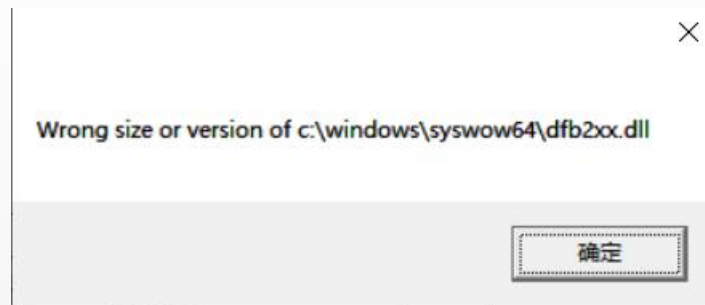 Wrong size or version of c:\windows\syswow64\dfb2xx.dll
确定